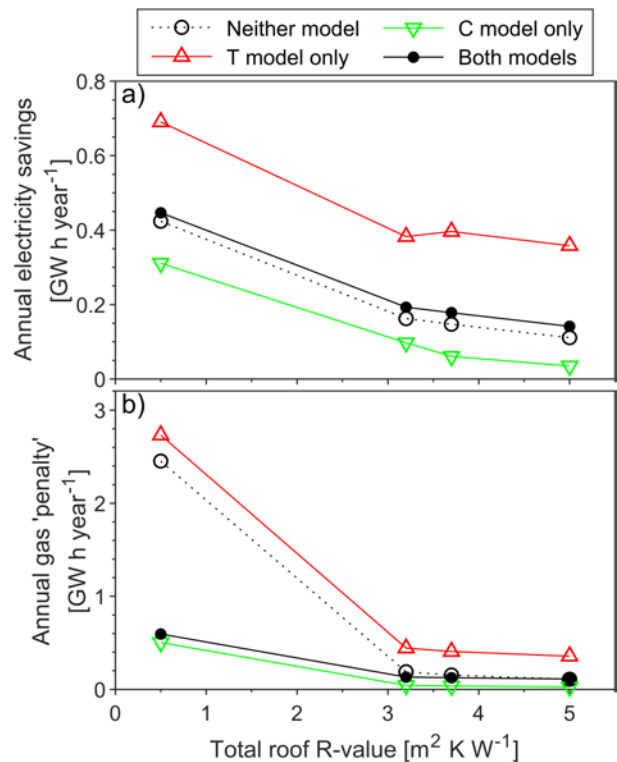 Neither model
C model only
T model only
Both models
a)
0.8
0.6
0.4
0.2
0
Annual electricity savings
[GW h year⁻¹]
b)
3
2
1
0
Annual gas 'penalty'
[GW h year⁻¹]
0 1 2 3 4 5
Total roof R-value [m² K W⁻¹]